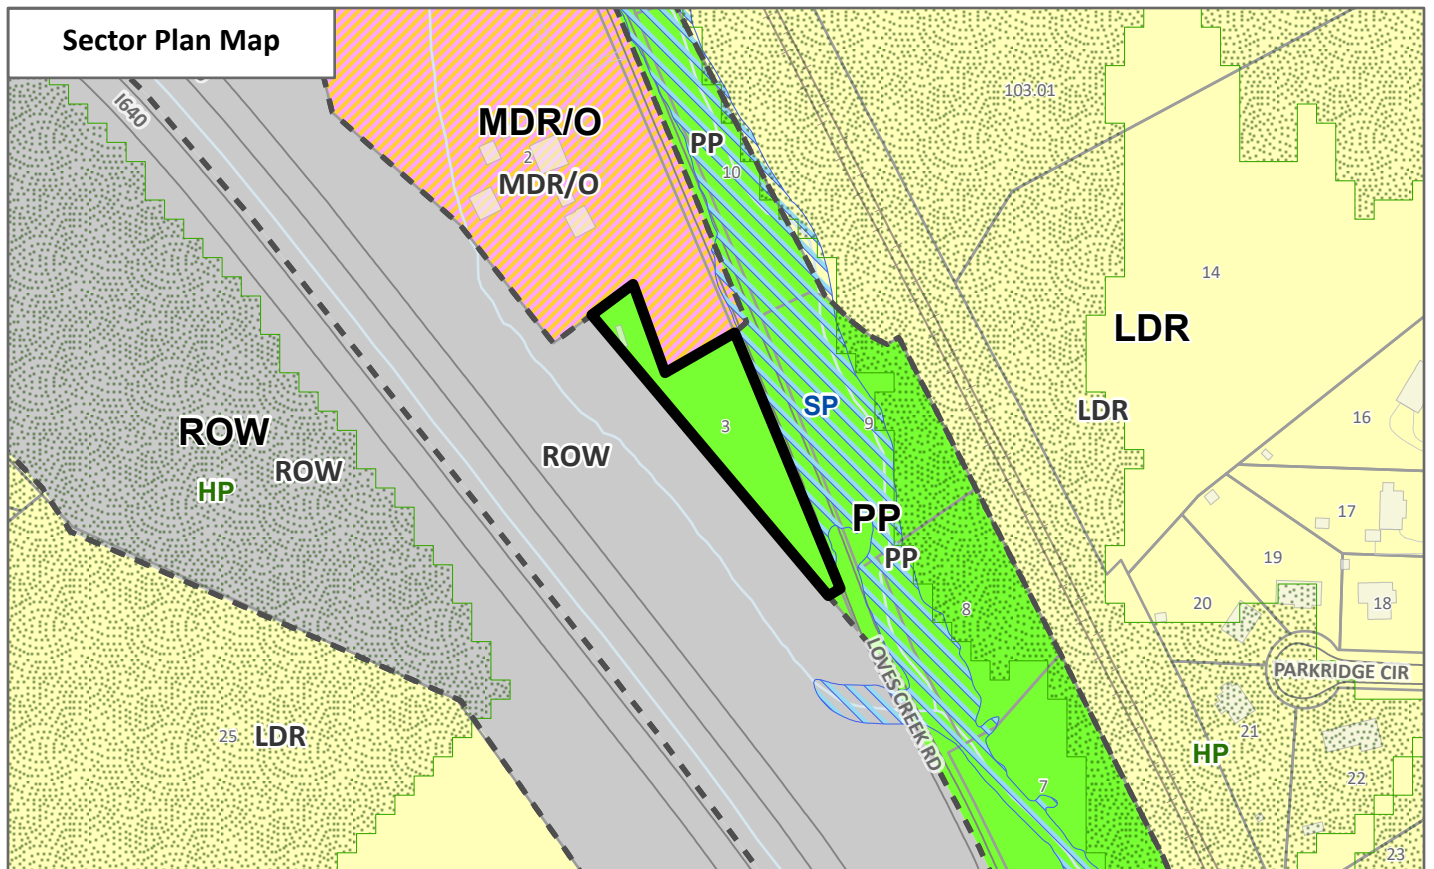 Sector Plan Map
I640
MDR/O
2
MDR/O
PP
10
103.01
14
LDR
LDR
16
SP
9
3
ROW
ROW
ROW
HP
PP
PP
17
19
18
20
8
PARKRIDGE CIR
LOVES CREEK RD
25
LDR
21
HP
22
7
23